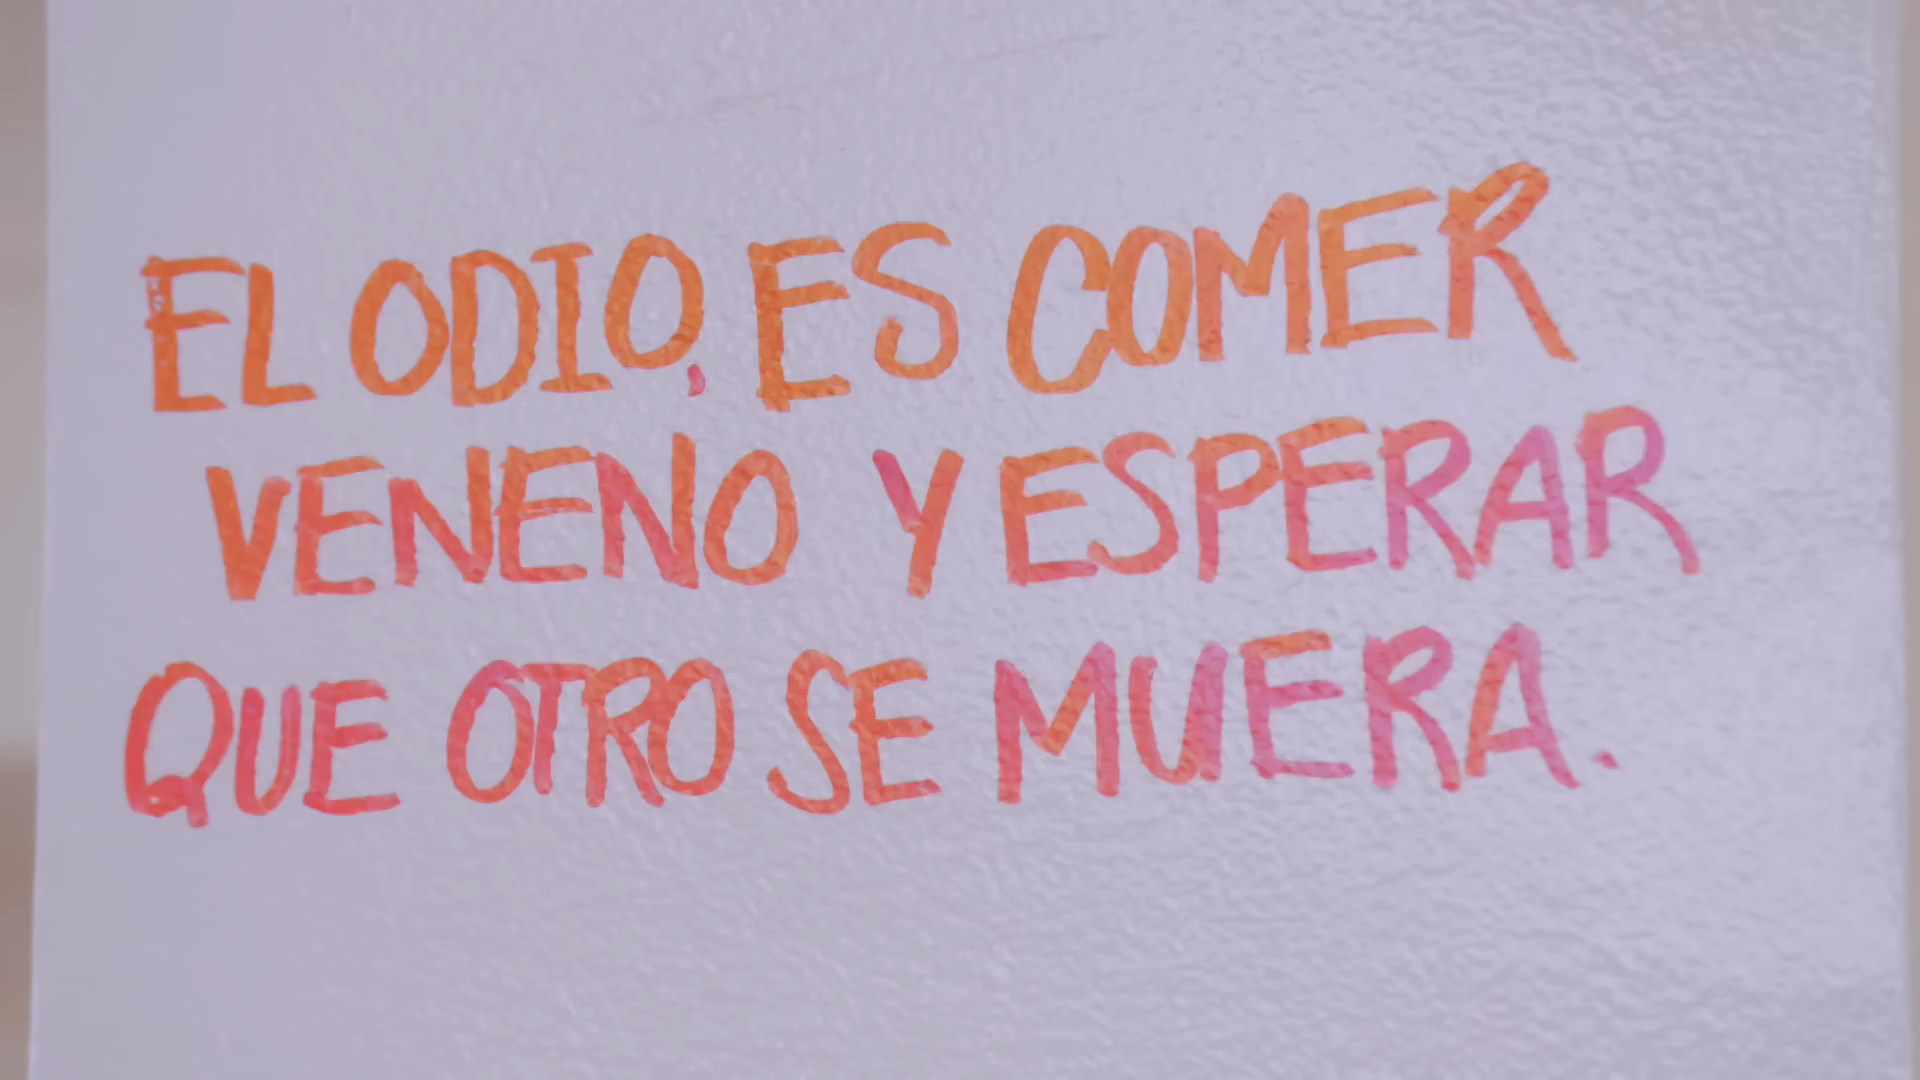 EL ODIO, ES COMER
VENENO Y ESPERAR
QUE OTRO SE MUERA.